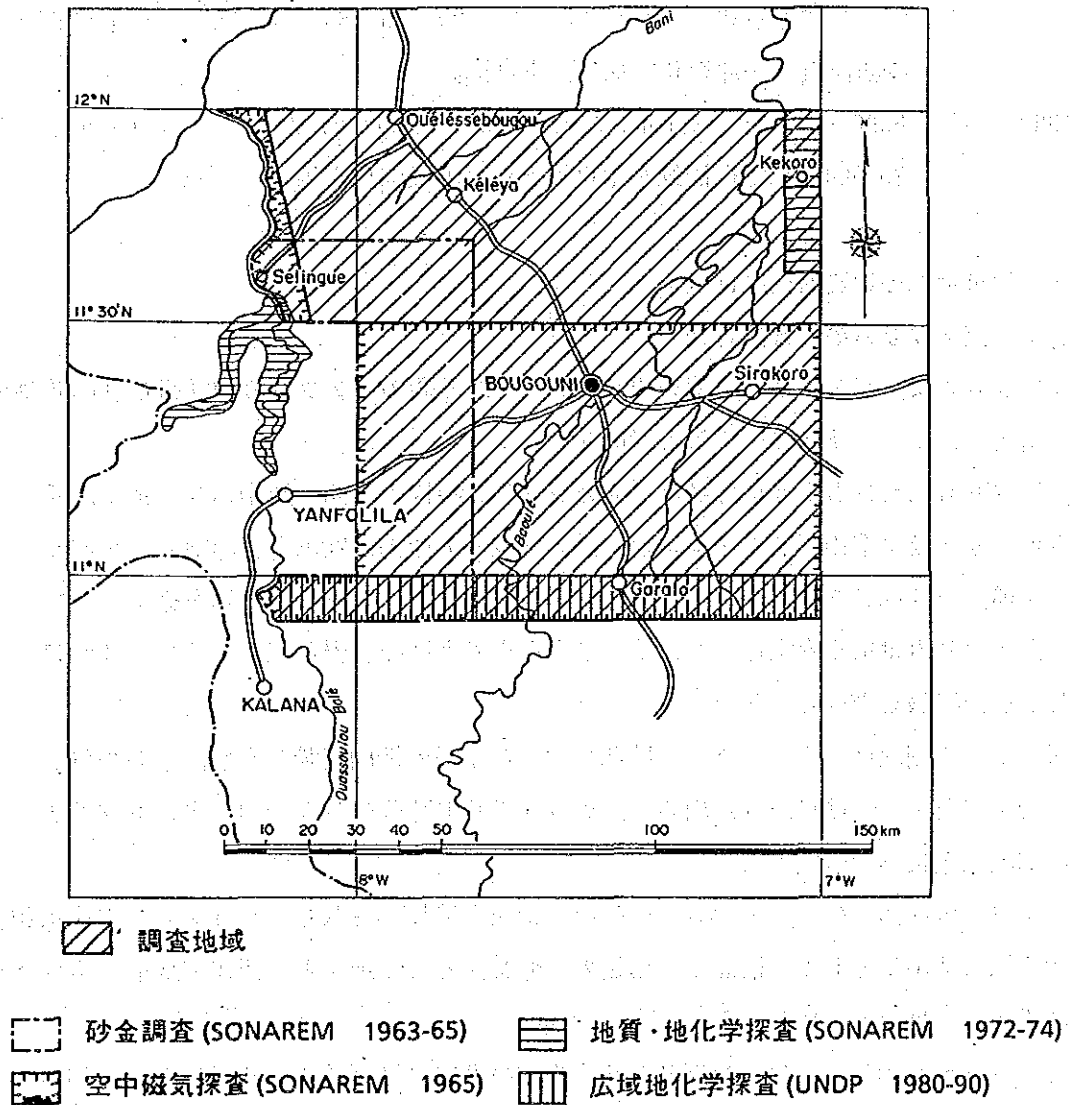 Bani
12°N
Ouéléssebougou
N
Kekoro
Kéléya
Sélingue
11°30'N
BOUGOUNI
Sirakoro
YANFOLILA
Baoulé
11°N
Garalo
KALANA
Ouassoulou Balé
0 10 20 30 40 50 100 150 km
8°W 7°W
調査地域
砂金調査 (SONAREM 1963-65) 地質・地化学探査 (SONAREM 1972-74)
空中磁気探査 (SONAREM 1965) 広域地化学探査 (UNDP 1980-90)